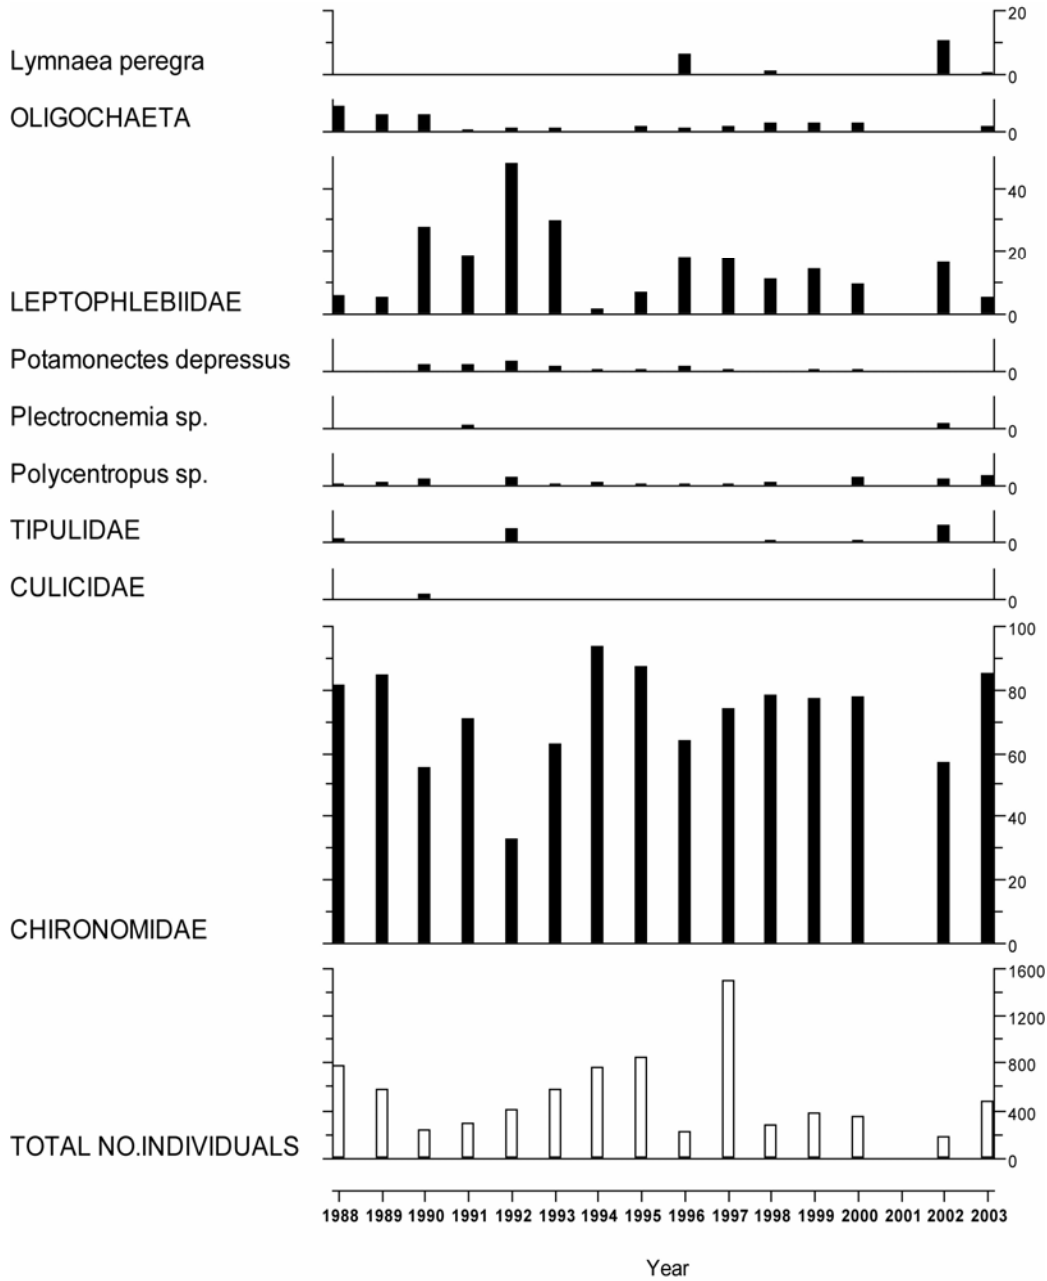 20
Lymnaea peregra
0
OLIGOCHAETA
0
40
20
LEPTOPHLEBIIDAE
0
Potamonectes depressus
0
Plectrocnemia sp.
0
Polycentropus sp.
0
TIPULIDAE
0
CULICIDAE
0
100
80
60
40
20
CHIRONOMIDAE
0
1600
1200
800
400
TOTAL NO.INDIVIDUALS
0
1988 1989 1990 1991 1992 1993 1994 1995 1996 1997 1998 1999 2000 2001 2002 2003
Year